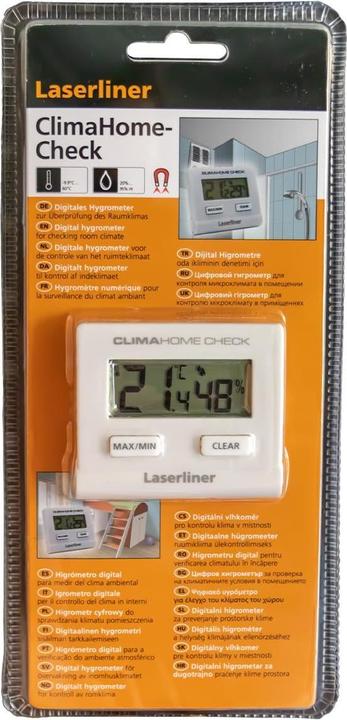 Laserliner
ClimaHome-
Check
-9.9°C...
60°C
20%...
95% rH
CLIMAHOME CHECK
MAX/MIN
CLEAR
Laserliner
DE Digitales Hygrometer
zur Überprüfung des Raumklimas
EN Digital hygrometer
for checking room climate
NL Digitale hygrometer voor
de controle van het ruimteklimaat
DA Digitalt hygrometer
til kontrol af indeklimaet
FR Hygromètre numérique pour
la surveillance du climat ambiant
TR Dijital Higrometre
oda ikliminin denetimi için
RU Цифровой гигрометр для
контроля микроклимата в помещении
UK Цифровий гігрометр для
контролю мікроклімату в приміщеннях
CLIMAHOME CHECK
21.4 °C 48%
MAX/MIN
CLEAR
Laserliner
ES Higrómetro digital
para medir del clima ambiental
IT Igrometro digitale
per il controllo del clima in interni
PL Higrometr cyfrowy do
sprawdzania klimatu pomieszczenia
FI Digitaalinen hygrometri
sisäilman tarkkailemiseen
PT Higrómetro digital para a
verificação do ambiente atmosférico
SV Digital hygrometer för
övervakning av inomhusklimatet
NO Digitalt hygrometer
for kontroll av romklima
CS Digitální vlhkoměr
pro kontrolu klima v místnosti
ET Digitaalne hügromeeter
ruumikliima ülekontrollimiseks
RO Higrometru digital pentru
verificarea climatului în încăpere
BG Цифров хигрометър за проверка
на климатичните условия в помещението
EL Ψηφιακό υγρόμετρο
για έλεγχο του κλίματος του χώρου
SL Digitalni higrometer
za preverjanje prostorske klime
HU Digitális higrométer
a helyiség klímájának ellenőrzéséhez
SK Digitálny vlhkomer
pre kontrolu klímy v miestnosti
HR Digitalni higrometar za
dugotrajno praćenje klime prostora